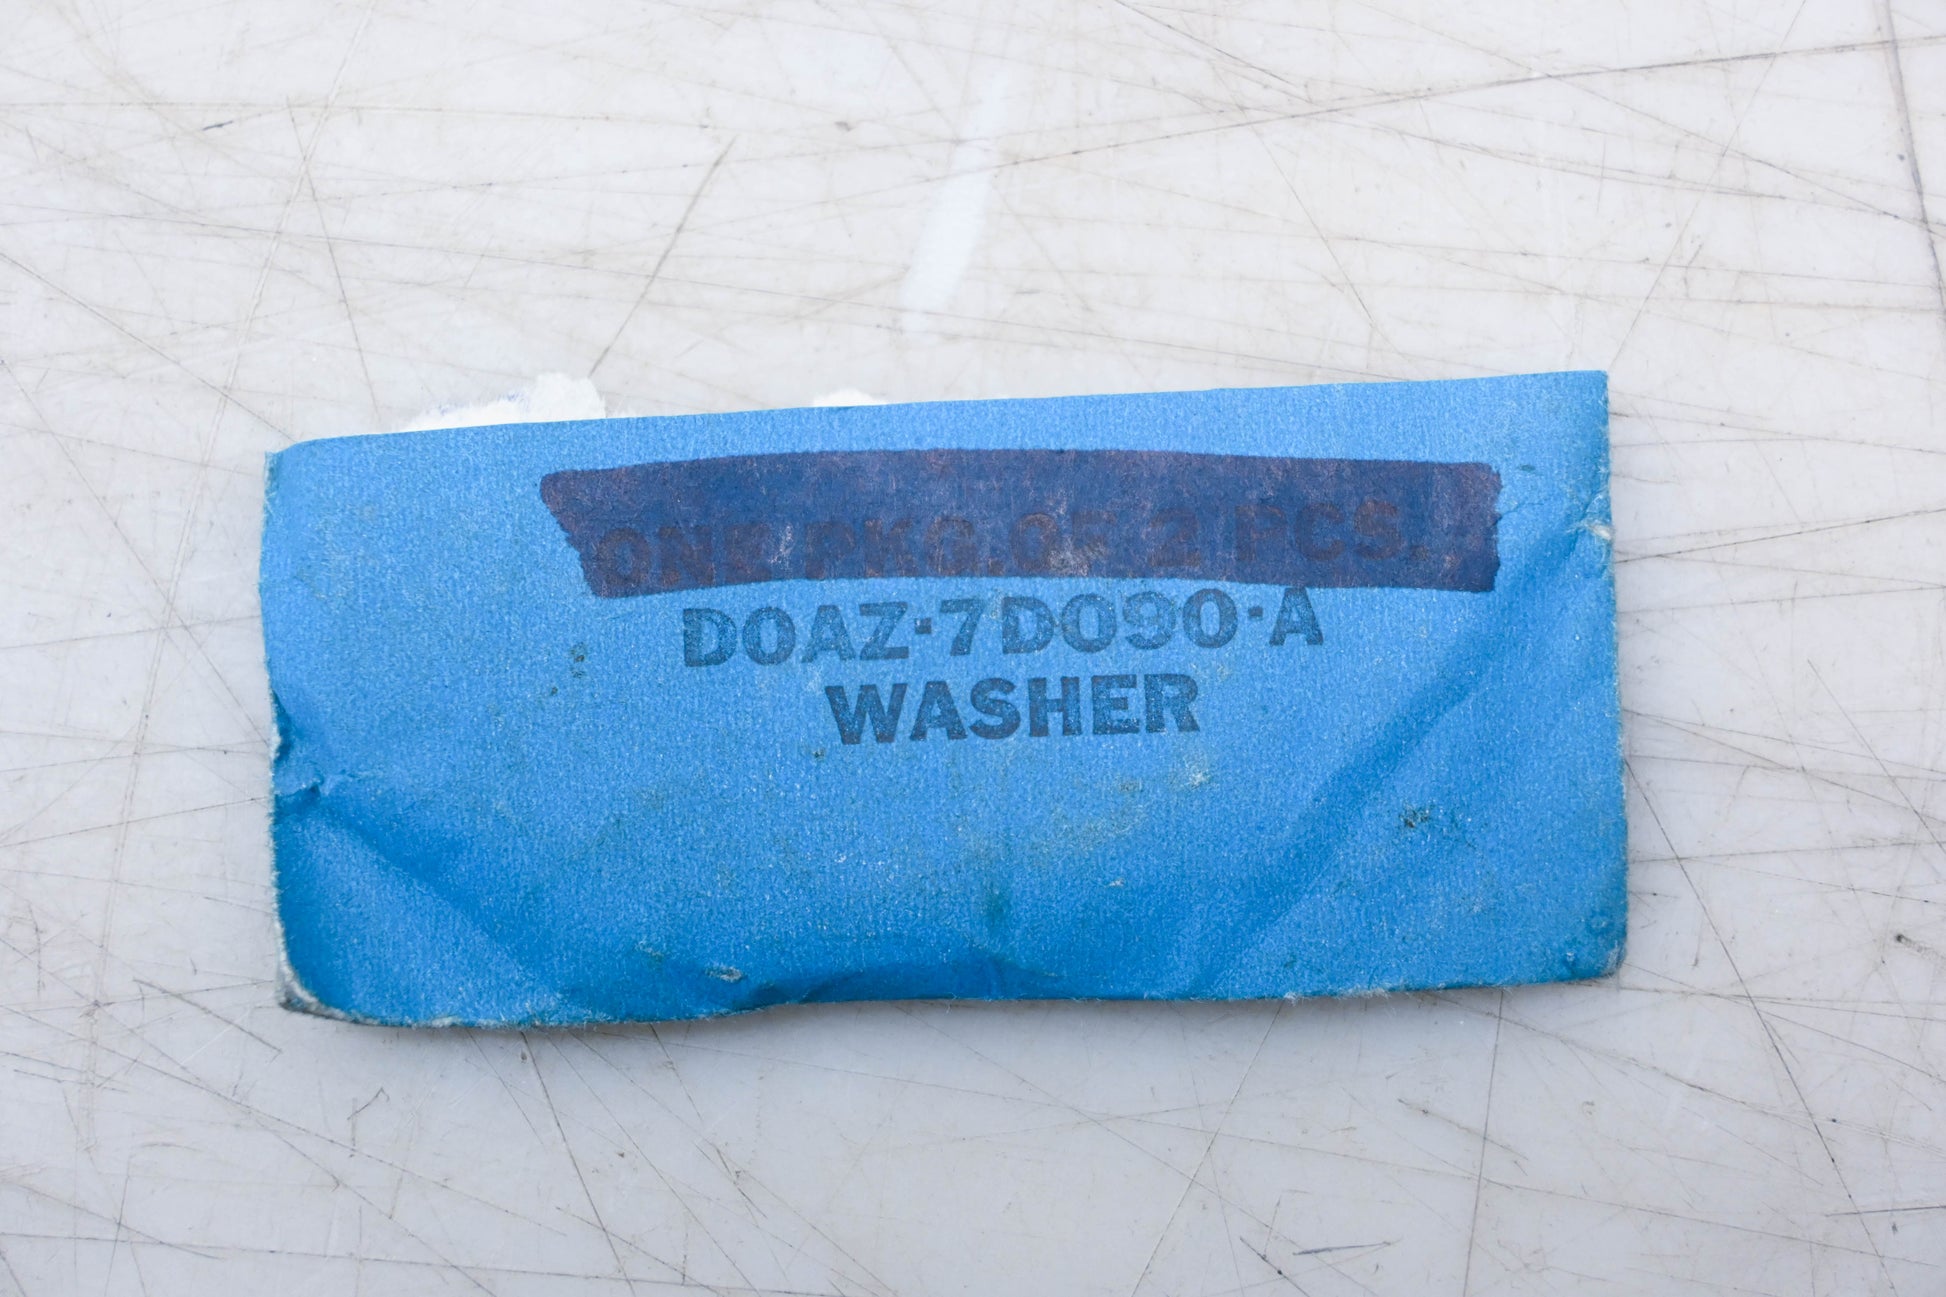 ONE PKG. OF 2 PCS.
DOAZ-7D090-A
WASHER